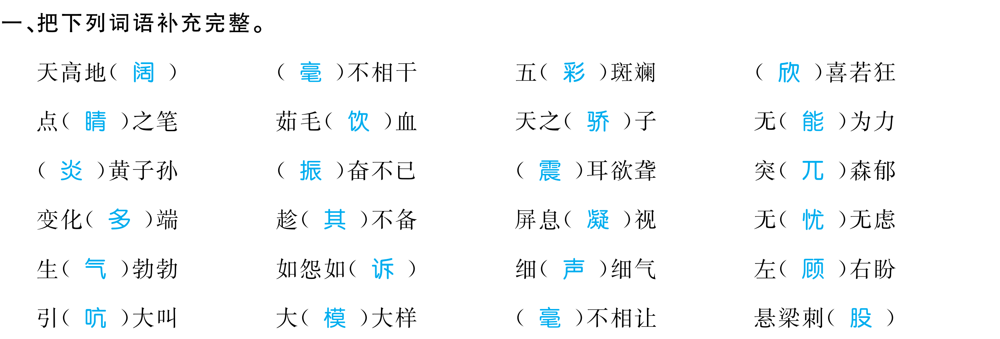 一、把下列词语补充完整。
天高地( 阔 ) ( 毫 )不相干 五( 彩 )斑斓 ( 欣 )喜若狂
点( 睛 )之笔 茹毛( 饮 )血 天之( 骄 )子 无( 能 )为力
( 炎 )黄子孙 ( 振 )奋不已 ( 震 )耳欲聋 突( 兀 )森郁
变化( 多 )端 趁( 其 )不备 屏息( 凝 )视 无( 忧 )无虑
生( 气 )勃勃 如怨如( 诉 ) 细( 声 )细气 左( 顾 )右盼
引( 吭 )大叫 大( 模 )大样 ( 毫 )不相让 悬梁刺( 股 )